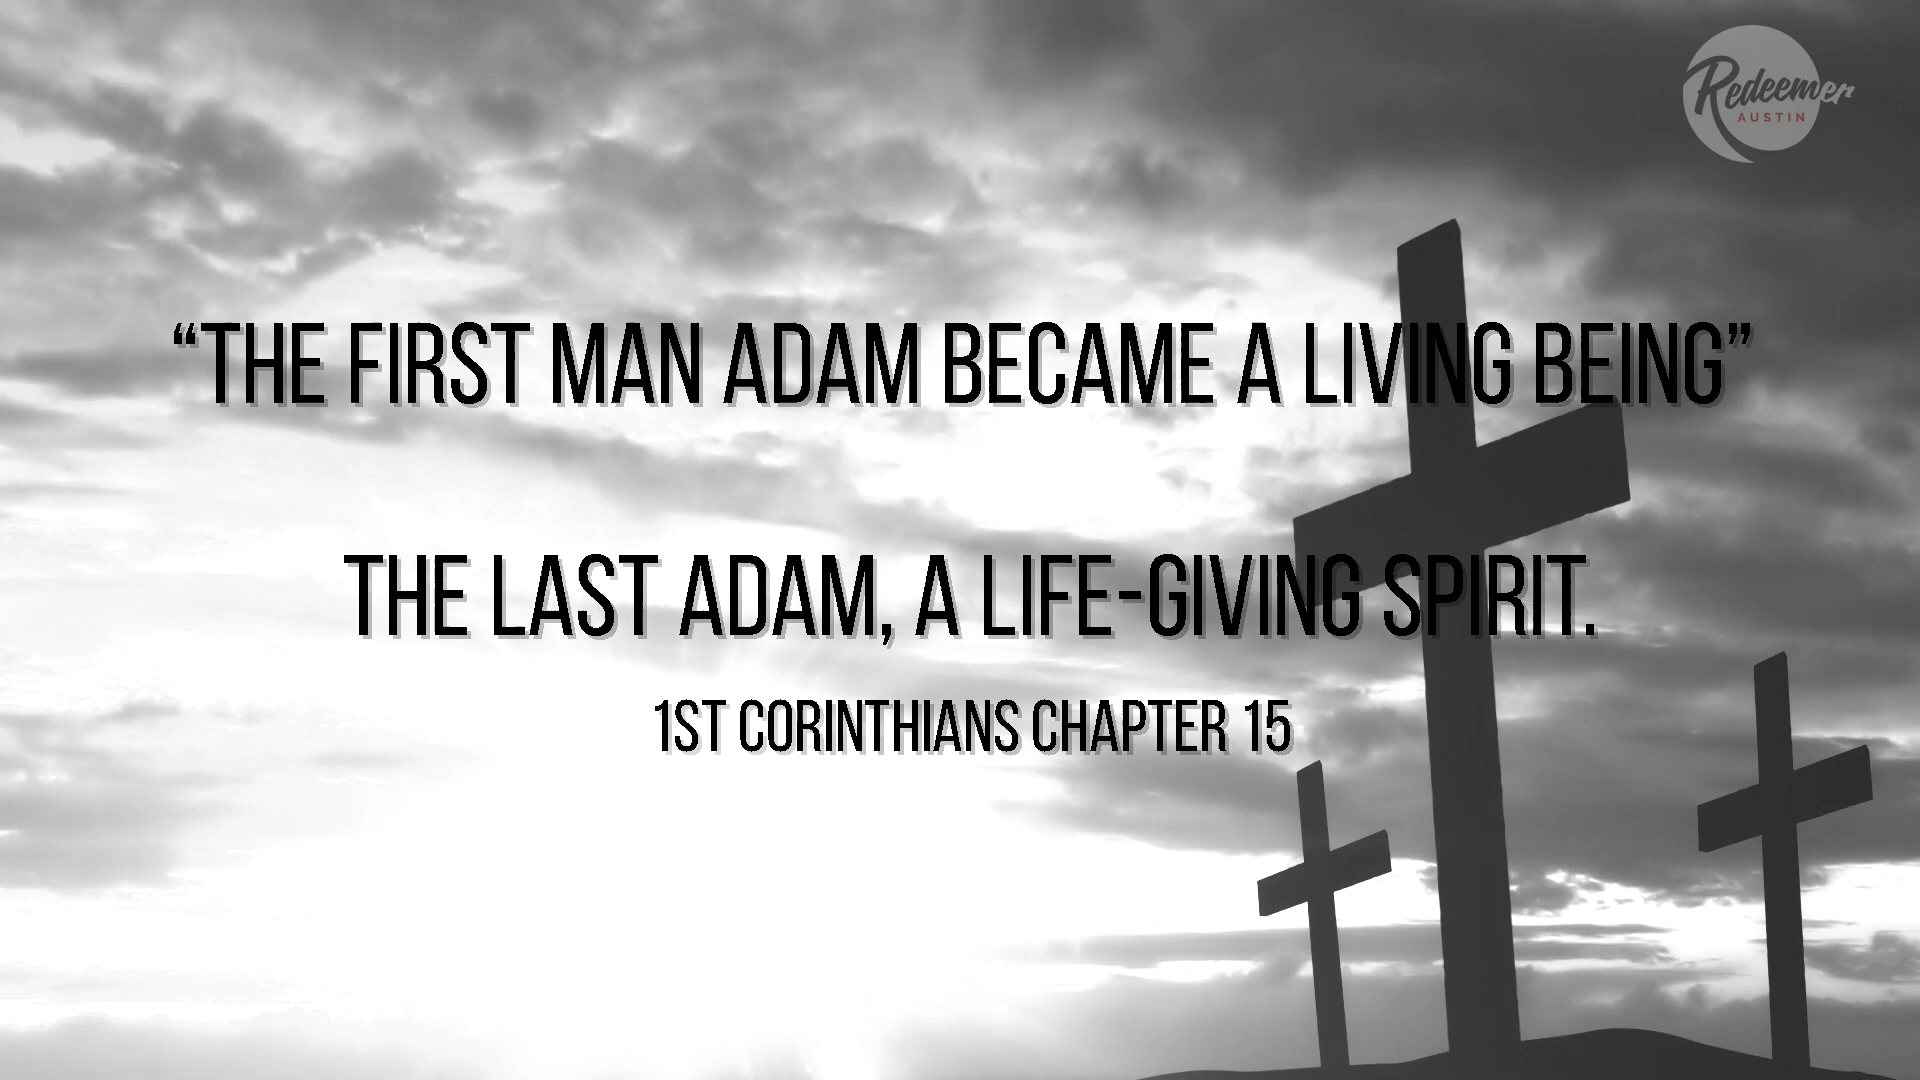 Redeemer
AUSTIN
“THE FIRST MAN ADAM BECAME A LIVING BEING”
THE LAST ADAM, A LIFE-GIVING SPIRIT.
1ST CORINTHIANS CHAPTER 15